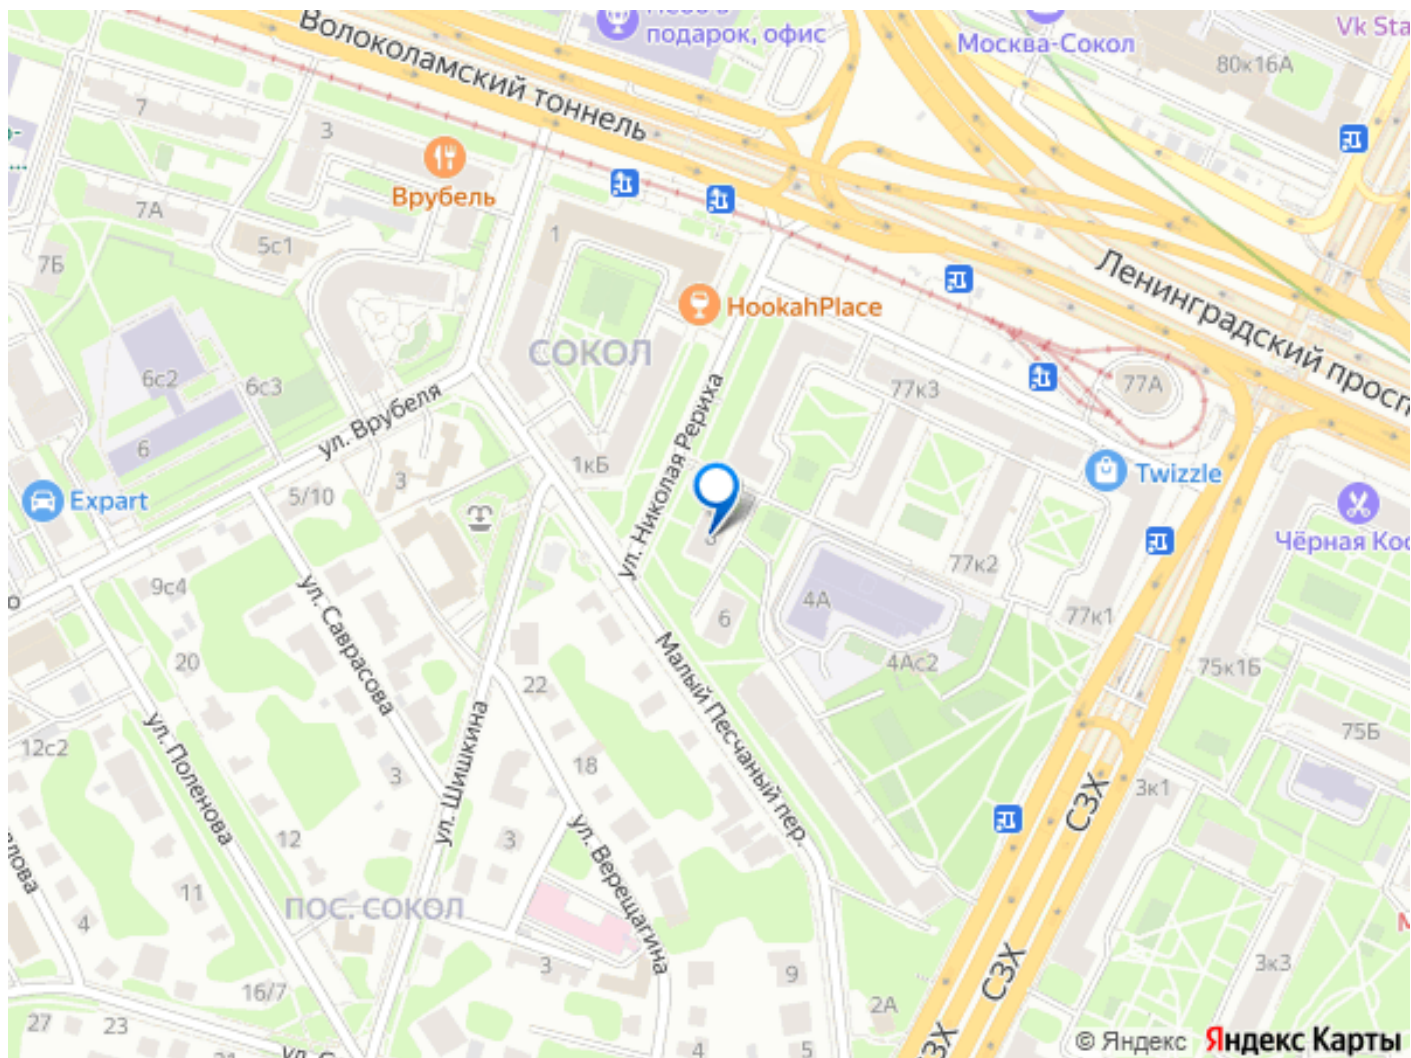 подарок, офис
Москва-Сокол
Vk Sta
80к16А
Волоколамский тоннель
7
3
Врубель
7А
5с1
7Б
1
HookahPlace
СОКОЛ
Ленинградский просп
77А
77к3
6с2
6с3
6
ул. Врубеля
ул. Николая Рериха
1кБ
3
5/10
Expart
Twizzle
Чёрная Кос
77к2
77к1
4А
4Ас2
6
9с4
20
ул. Саврасова
22
Малый Песчаный пер.
75к1Б
75Б
12с2
ул. Поленова
ул. Шишкина
3
18
3к1
СЗХ
12
3
ул. Верещагина
11
4
ПОС. СОКОЛ
лова
3
16/7
9
2А
СЗХ
3к3
27
23
4
5
ЗХ
© Яндекс Яндекс Карты